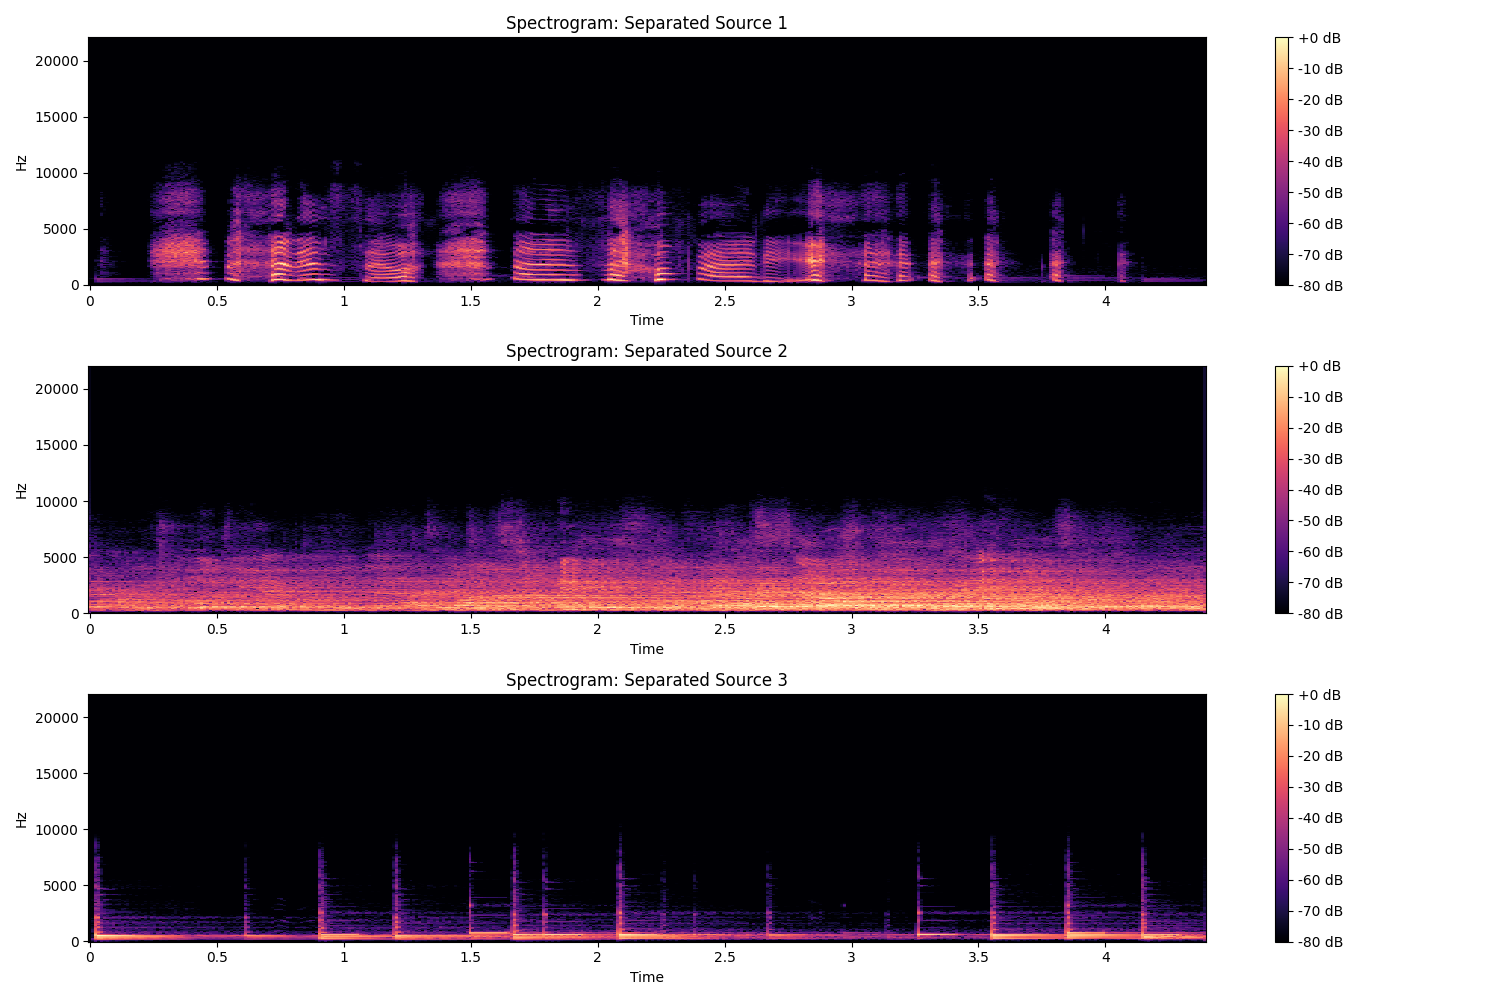 Spectrogram: Separated Source 1
Hz
20000
15000
10000
5000
0
0 0.5 1 1.5 2 2.5 3 3.5 4
Time
+0 dB
-10 dB
-20 dB
-30 dB
-40 dB
-50 dB
-60 dB
-70 dB
-80 dB
Spectrogram: Separated Source 2
Hz
20000
15000
10000
5000
0
0 0.5 1 1.5 2 2.5 3 3.5 4
Time
+0 dB
-10 dB
-20 dB
-30 dB
-40 dB
-50 dB
-60 dB
-70 dB
-80 dB
Spectrogram: Separated Source 3
Hz
20000
15000
10000
5000
0
0 0.5 1 1.5 2 2.5 3 3.5 4
Time
+0 dB
-10 dB
-20 dB
-30 dB
-40 dB
-50 dB
-60 dB
-70 dB
-80 dB